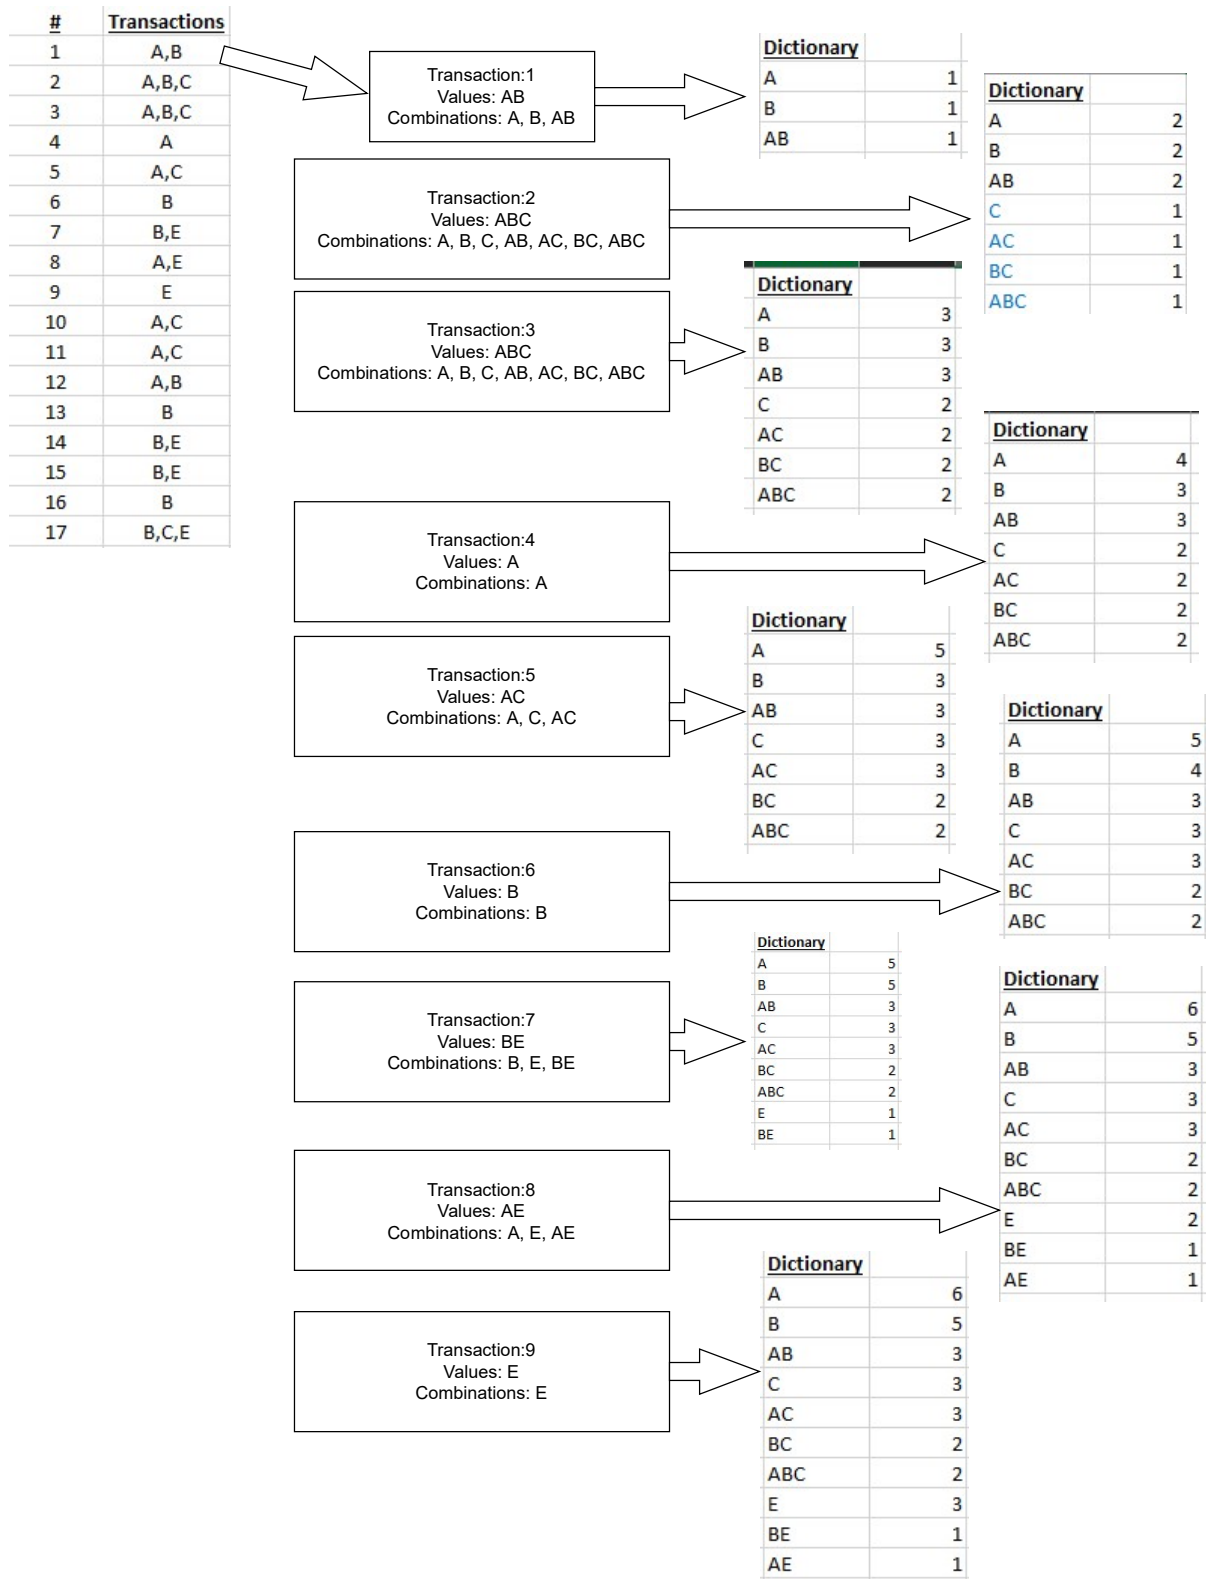 # Transactions
1 A,B
2 A,B,C
3 A,B,C
4 A
5 A,C
6 B
7 B,E
8 A,E
9 E
10 A,C
11 A,C
12 A,B
13 B
14 B,E
15 B,E
16 B
17 B,C,E
Transaction:1
Values: AB
Combinations: A, B, AB
Dictionary
A 1
B 1
AB 1
Transaction:2
Values: ABC
Combinations: A, B, C, AB, AC, BC, ABC
Dictionary
A 2
B 2
AB 2
C 1
AC 1
BC 1
ABC 1
Transaction:3
Values: ABC
Combinations: A, B, C, AB, AC, BC, ABC
Dictionary
A 3
B 3
AB 3
C 2
AC 2
BC 2
ABC 2
Transaction:4
Values: A
Combinations: A
Dictionary
A 4
B 3
AB 3
C 2
AC 2
BC 2
ABC 2
Transaction:5
Values: AC
Combinations: A, C, AC
Dictionary
A 5
B 3
AB 3
C 3
AC 3
BC 2
ABC 2
Transaction:6
Values: B
Combinations: B
Dictionary
A 5
B 4
AB 3
C 3
AC 3
BC 2
ABC 2
Transaction:7
Values: BE
Combinations: B, E, BE
Dictionary
A 5
B 5
AB 3
C 3
AC 3
BC 2
ABC 2
E 1
BE 1
Transaction:8
Values: AE
Combinations: A, E, AE
Dictionary
A 6
B 5
AB 3
C 3
AC 3
BC 2
ABC 2
E 2
BE 1
AE 1
Transaction:9
Values: E
Combinations: E
Dictionary
A 6
B 5
AB 3
C 3
AC 3
BC 2
ABC 2
E 3
BE 1
AE 1